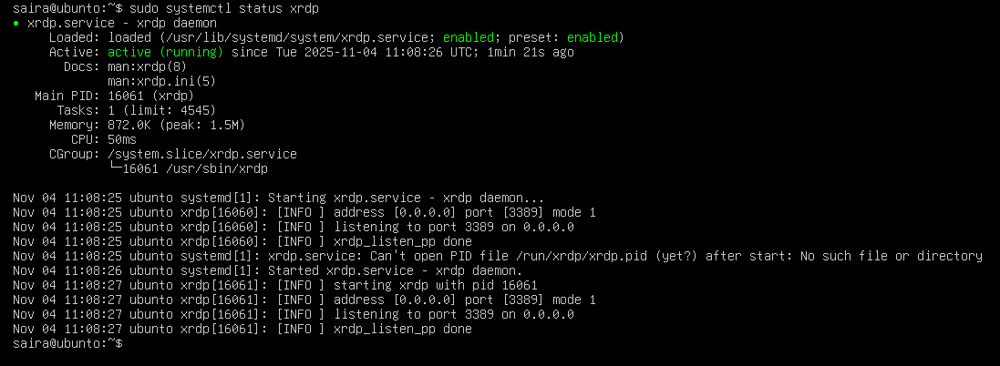 saira@ubunto:~$ sudo systemctl status xrdp
● xrdp.service - xrdp daemon
     Loaded: loaded (/usr/lib/systemd/system/xrdp.service; enabled; preset: enabled)
     Active: active (running) since Tue 2025-11-04 11:08:26 UTC; 1min 21s ago
       Docs: man:xrdp(8)
             man:xrdp.ini(5)
   Main PID: 16061 (xrdp)
      Tasks: 1 (limit: 4545)
     Memory: 872.0K (peak: 1.5M)
        CPU: 50ms
     CGroup: /system.slice/xrdp.service
             └─16061 /usr/sbin/xrdp

Nov 04 11:08:25 ubunto systemd[1]: Starting xrdp.service - xrdp daemon...
Nov 04 11:08:25 ubunto xrdp[16060]: [INFO ] address [0.0.0.0] port [3389] mode 1
Nov 04 11:08:25 ubunto xrdp[16060]: [INFO ] listening to port 3389 on 0.0.0.0
Nov 04 11:08:25 ubunto xrdp[16060]: [INFO ] xrdp_listen_pp done
Nov 04 11:08:25 ubunto systemd[1]: xrdp.service: Can't open PID file /run/xrdp/xrdp.pid (yet?) after start: No such file or directory
Nov 04 11:08:26 ubunto systemd[1]: Started xrdp.service - xrdp daemon.
Nov 04 11:08:27 ubunto xrdp[16061]: [INFO ] starting xrdp with pid 16061
Nov 04 11:08:27 ubunto xrdp[16061]: [INFO ] address [0.0.0.0] port [3389] mode 1
Nov 04 11:08:27 ubunto xrdp[16061]: [INFO ] listening to port 3389 on 0.0.0.0
Nov 04 11:08:27 ubunto xrdp[16061]: [INFO ] xrdp_listen_pp done
saira@ubunto:~$